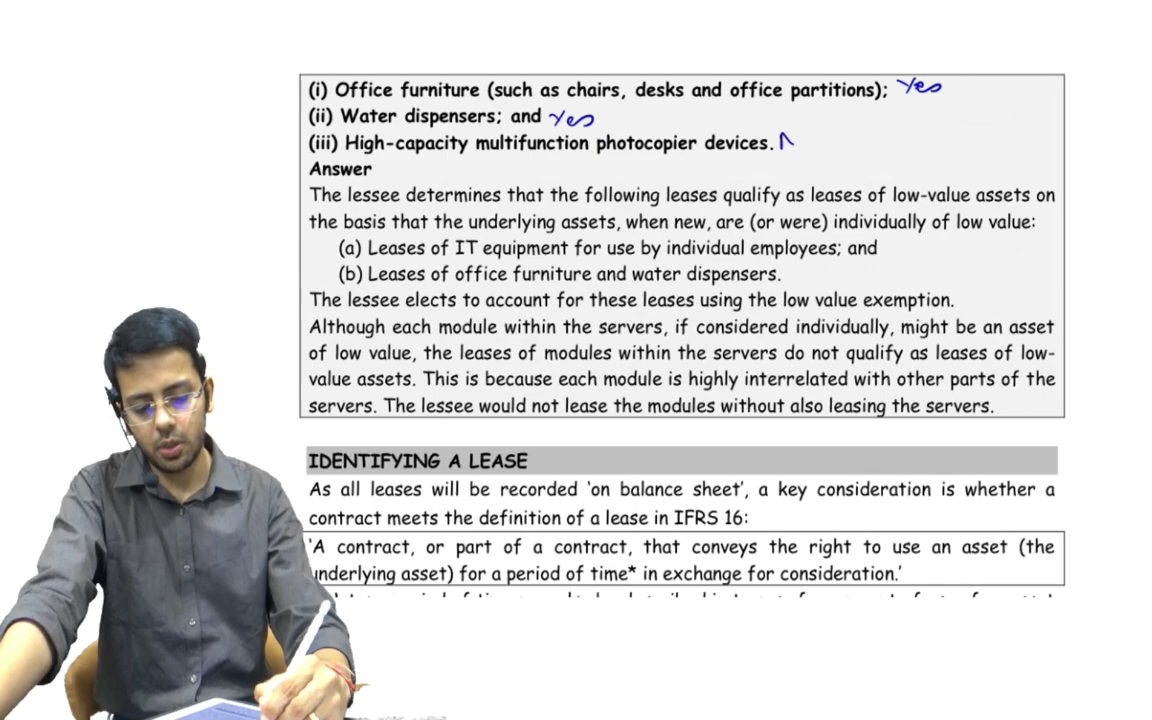 (i) Office furniture (such as chairs, desks and office partitions); Yes
(ii) Water dispensers; and Yes
(iii) High-capacity multifunction photocopier devices.
Answer
The lessee determines that the following leases qualify as leases of low-value assets on
the basis that the underlying assets, when new, are (or were) individually of low value:
(a) Leases of IT equipment for use by individual employees; and
(b) Leases of office furniture and water dispensers.
The lessee elects to account for these leases using the low value exemption.
Although each module within the servers, if considered individually, might be an asset
of low value, the leases of modules within the servers do not qualify as leases of low-
value assets. This is because each module is highly interrelated with other parts of the
servers. The lessee would not lease the modules without also leasing the servers.
IDENTIFYING A LEASE
As all leases will be recorded 'on balance sheet', a key consideration is whether a
contract meets the definition of a lease in IFRS 16:
'A contract, or part of a contract, that conveys the right to use an asset (the
underlying asset) for a period of time* in exchange for consideration.'